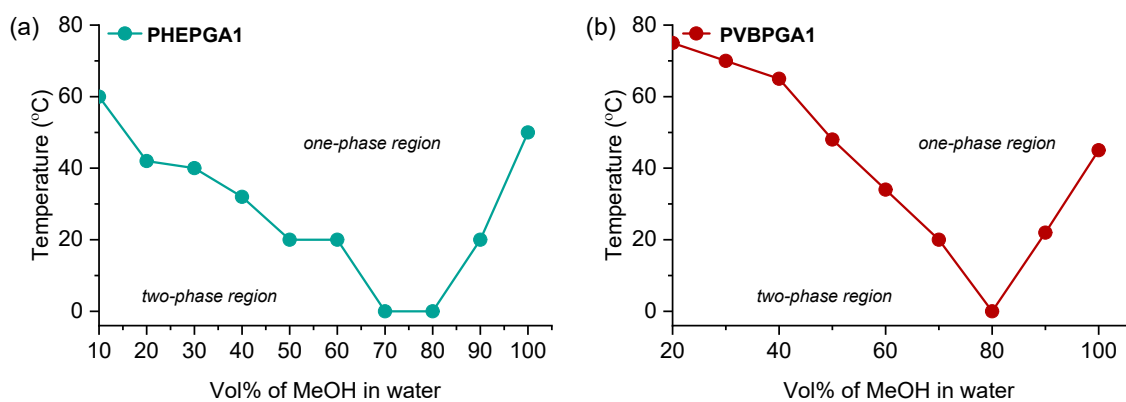 (a)
PHEPGA1
80
60
40
20
0
Temperature (°C)
one-phase region
two-phase region
10 20 30 40 50 60 70 80 90 100
Vol% of MeOH in water
(b)
PVBPGA1
80
60
40
20
0
Temperature (°C)
one-phase region
two-phase region
20 40 60 80 100
Vol% of MeOH in water